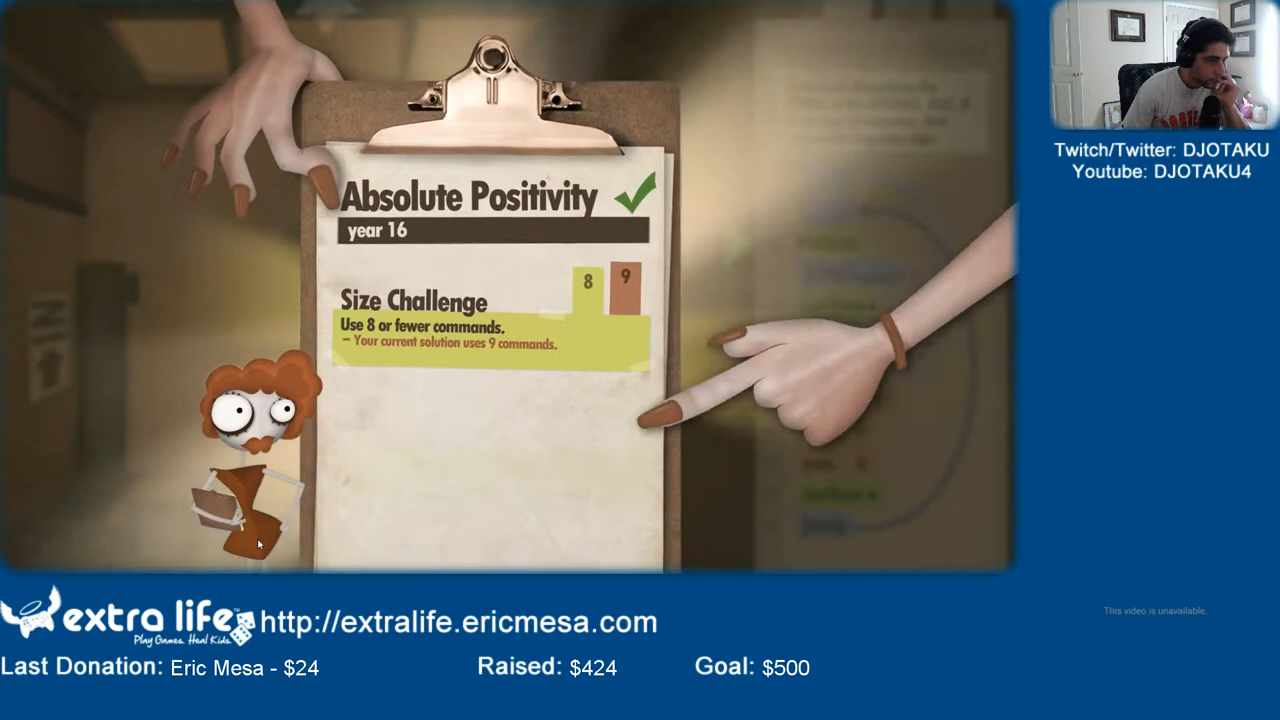 Absolute Positivity
year 16
8
9
Size Challenge
Use 8 or fewer commands.
– Your current solution uses 9 commands.
IN
Twitch/Twitter: DJOTAKU
Youtube: DJOTAKU4
This video is unavailable.
extra life
Play Games. Heal Kids.
http://extralife.ericmesa.com
Last Donation: Eric Mesa - $24
Raised: $424
Goal: $500